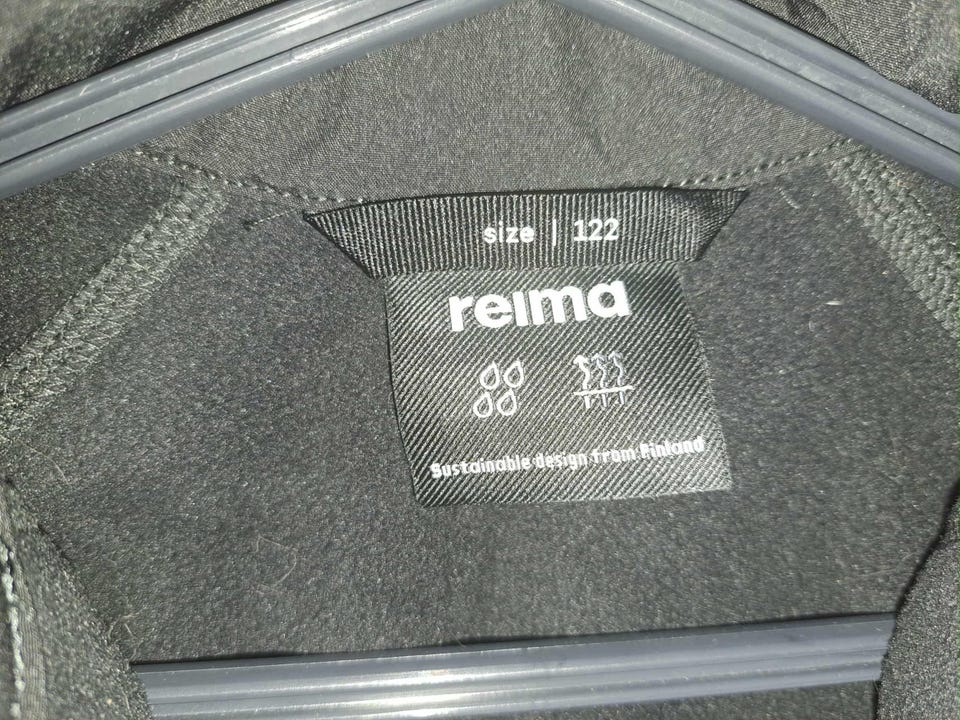 size | 122
reima
Sustainable design from Finland